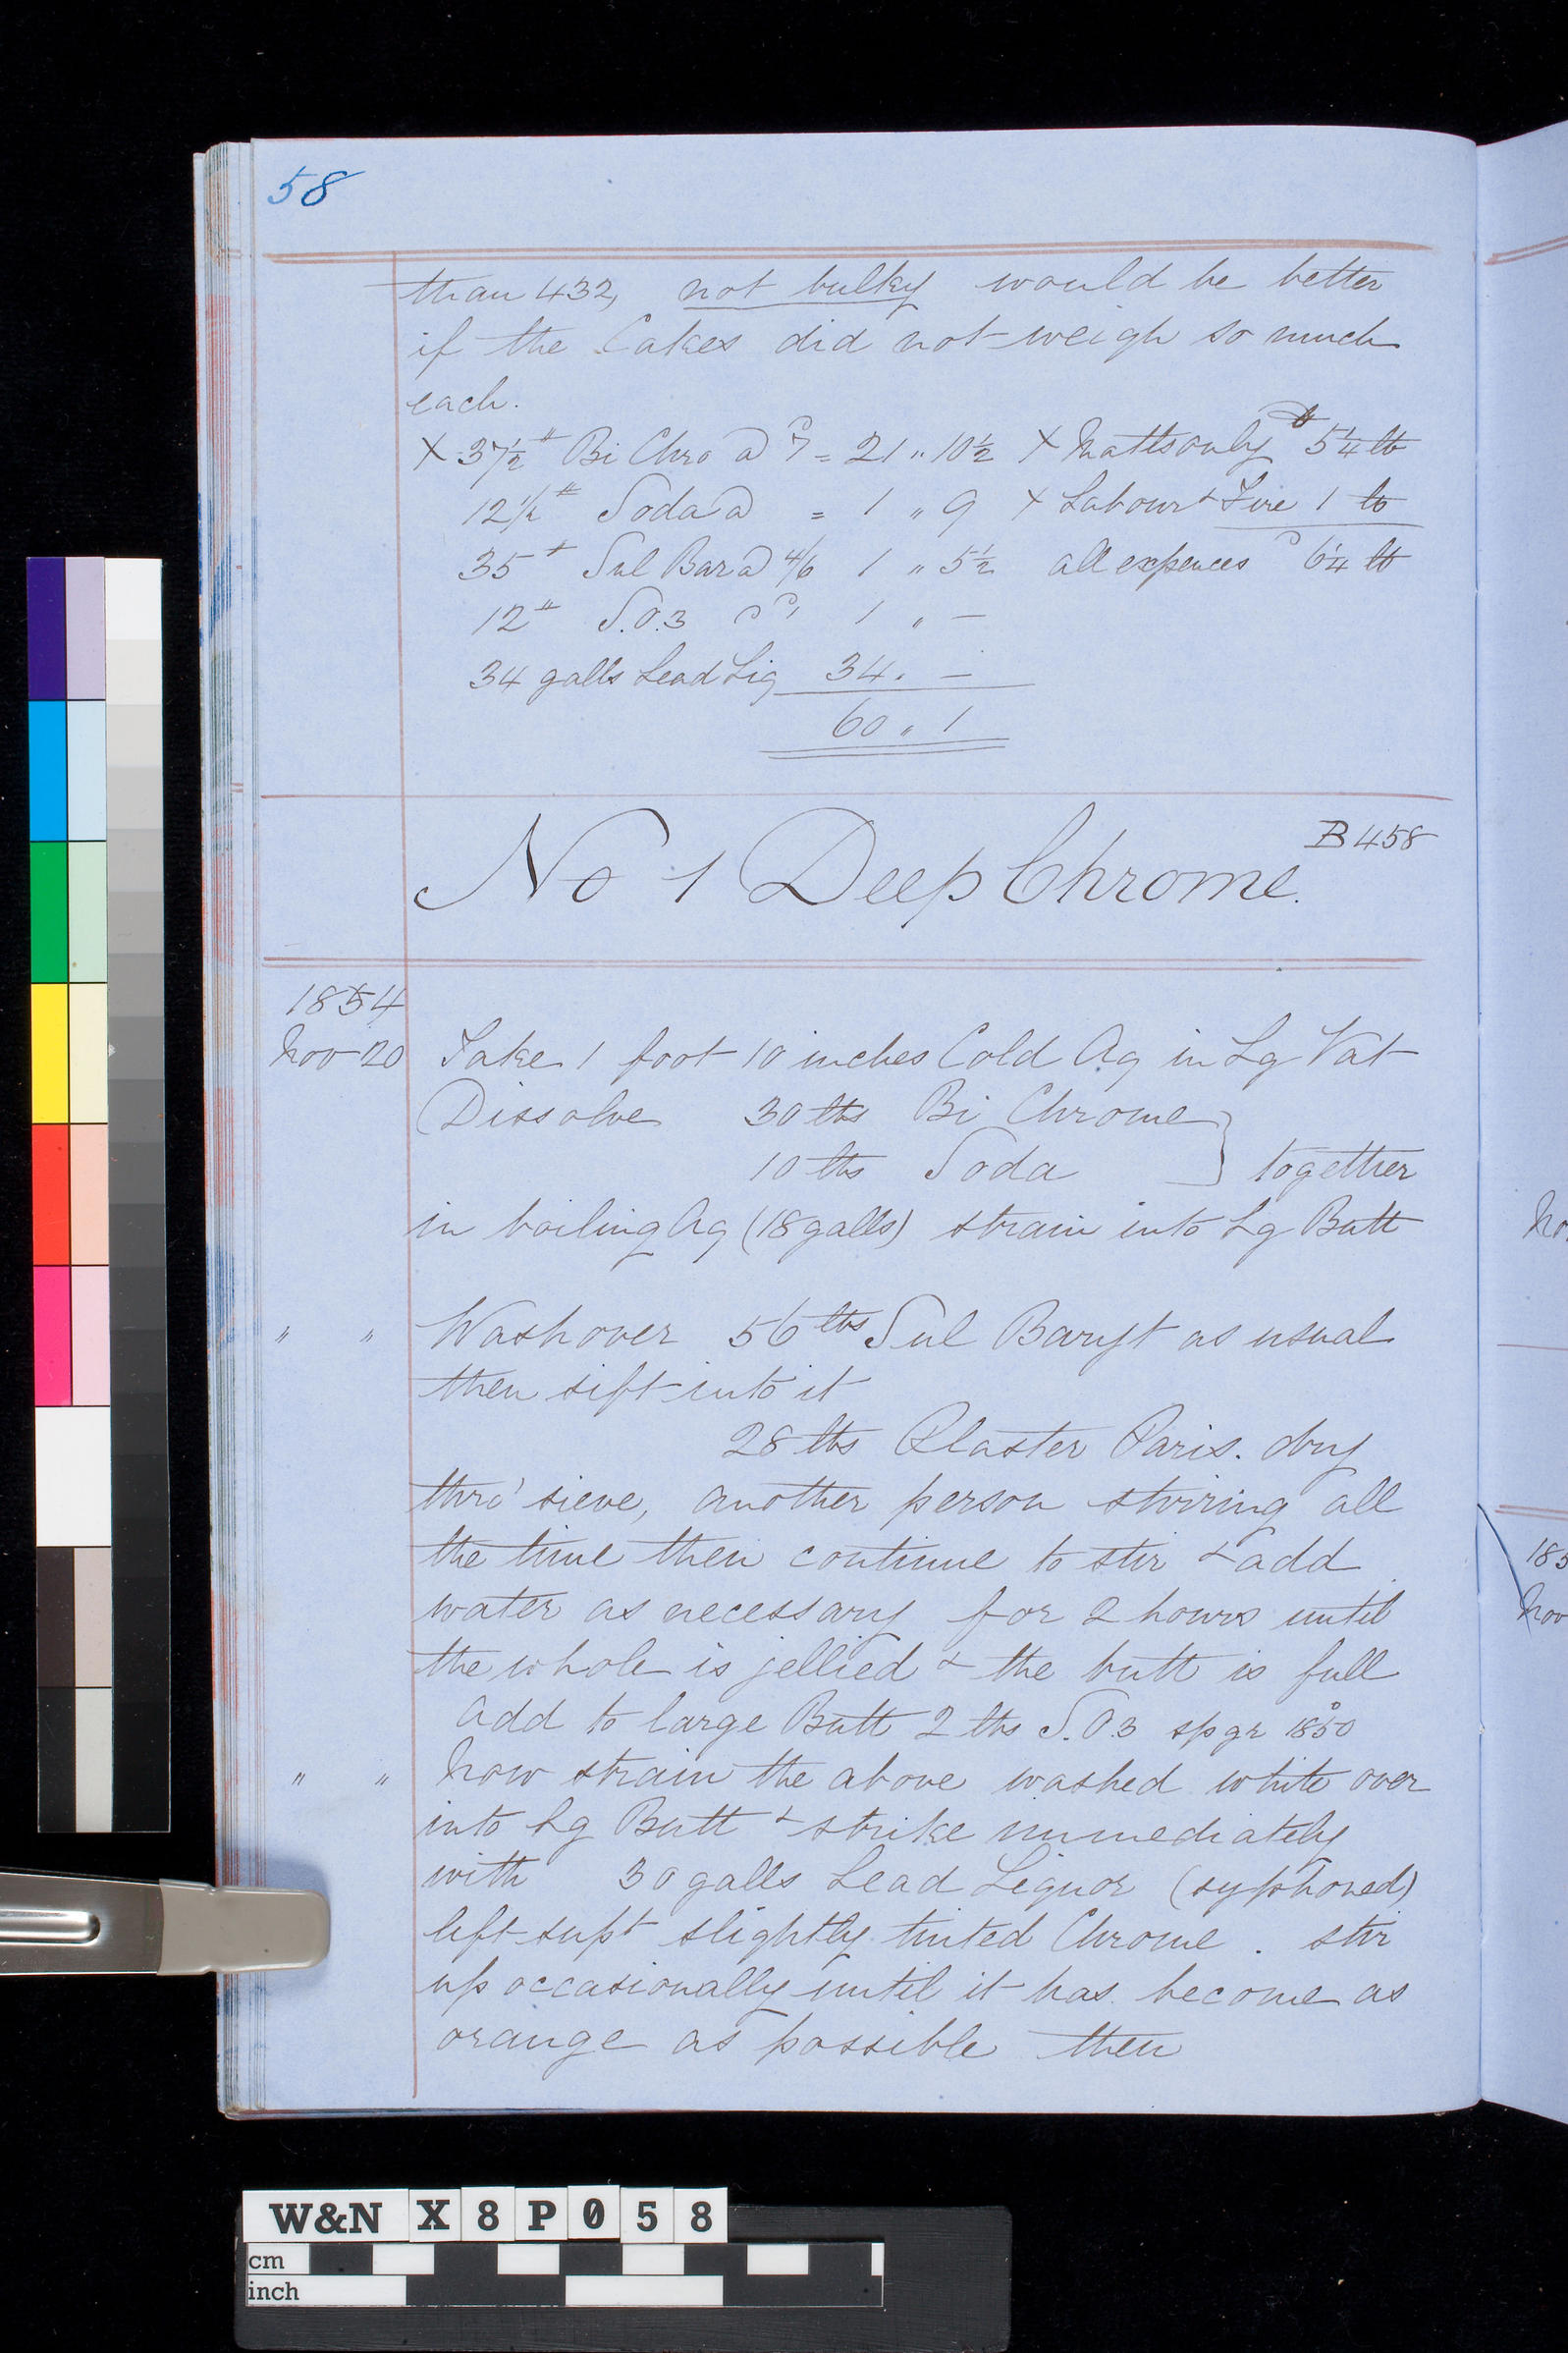 58
than 432, not bulky would be better
if the Cakes did not weigh so much
each.
X 37½# Bi Chro @ 7 = 21 „ 10½ X Matts only 5¼ lb
12½# Soda @ = 1 „ 9 X Labour & Fire 1 lb
35# Sul Bar @ 4/6 1 „ 5½ all expences 6¼ lb
12# S.O.3 1 „ –
34 galls Lead Liq 34 . –
60 „ 1
B 458
No 1 Deep Chrome.
1854
Nov 20 Take 1 foot 10 inches Cold Aq in Lg Vat
Dissolve 30 lbs Bi Chrome
10 lbs Soda } together
in boiling Aq (18 galls) strain into Lg Butt
„ „ Wash over 56 lbs Sul Baryt as usual
then sift into it
28 lbs Plaster Paris. dry
thro' sieve, another person stirring all
the time then continue to stir & add
water as necessary for 2 hours until
the whole is jellied & the butt is full
add to large Butt 2 lbs S.O.3 sp gr 1850°
„ „ Now strain the above washed white over
into Lg Butt & strike immediately
with 30 galls Lead Liquor (syphoned)
left supt slightly tinted Chrome . stir
up occasionally until it has become as
orange as possible then
No
185
Nov
W&N X8P058
cm
inch